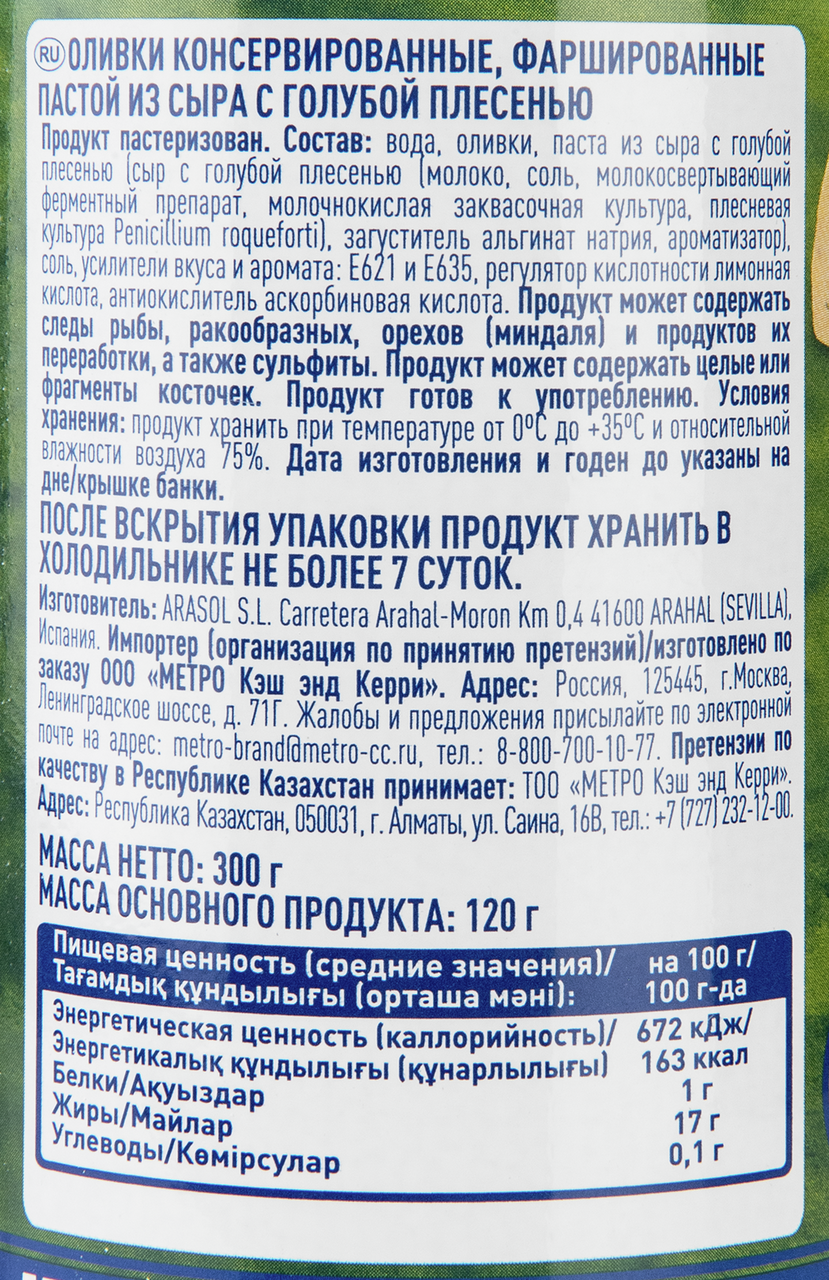 RU ОЛИВКИ КОНСЕРВИРОВАННЫЕ, ФАРШИРОВАННЫЕ
ПАСТОЙ ИЗ СЫРА С ГОЛУБОЙ ПЛЕСЕНЬЮ
Продукт пастеризован. Состав: вода, оливки, паста из сыра с голубой
плесенью (сыр с голубой плесенью (молоко, соль, молокосвертывающий
ферментный препарат, молочнокислая заквасочная культура, плесневая
культура Penicillium roqueforti), загуститель альгинат натрия, ароматизатор),
соль, усилители вкуса и аромата: E621 и E635, регулятор кислотности лимонная
кислота, антиокислитель аскорбиновая кислота. Продукт может содержать
следы рыбы, ракообразных, орехов (миндаля) и продуктов их
переработки, а также сульфиты. Продукт может содержать целые или
фрагменты косточек. Продукт готов к употреблению. Условия
хранения: продукт хранить при температуре от 0ºС до +35ºС и относительной
влажности воздуха 75%. Дата изготовления и годен до указаны на
дне/крышке банки.
ПОСЛЕ ВСКРЫТИЯ УПАКОВКИ ПРОДУКТ ХРАНИТЬ В
ХОЛОДИЛЬНИКЕ НЕ БОЛЕЕ 7 СУТОК.
Изготовитель: ARASOL S.L. Carretera Arahal-Moron Km 0,4 41600 ARAHAL (SEVILLA),
Испания. Импортер (организация по принятию претензий)/изготовлено по
заказу ООО «МЕТРО Кэш энд Керри». Адрес: Россия, 125445, г.Москва,
Ленинградское шоссе, д. 71Г. Жалобы и предложения присылайте по электронной
почте на адрес: metro-brand@metro-cc.ru, тел.: 8-800-700-10-77. Претензии по
качеству в Республике Казахстан принимает: ТОО «МЕТРО Кэш энд Керри».
Адрес: Республика Казахстан, 050031, г. Алматы, ул. Саина, 16В, тел.: +7 (727) 232-12-00.
МАССА НЕТТО: 300 г
МАССА ОСНОВНОГО ПРОДУКТА: 120 г
Пищевая ценность (средние значения)/ на 100 г/
Тағамдық құндылығы (орташа мәні): 100 г-да
Энергетическая ценность (каллорийность)/ 672 кДж/
Энергетикалық құндылығы (құнарлылығы) 163 ккал
Белки/Ақуыздар 1 г
Жиры/Майлар 17 г
Углеводы/Көмірсулар 0,1 г